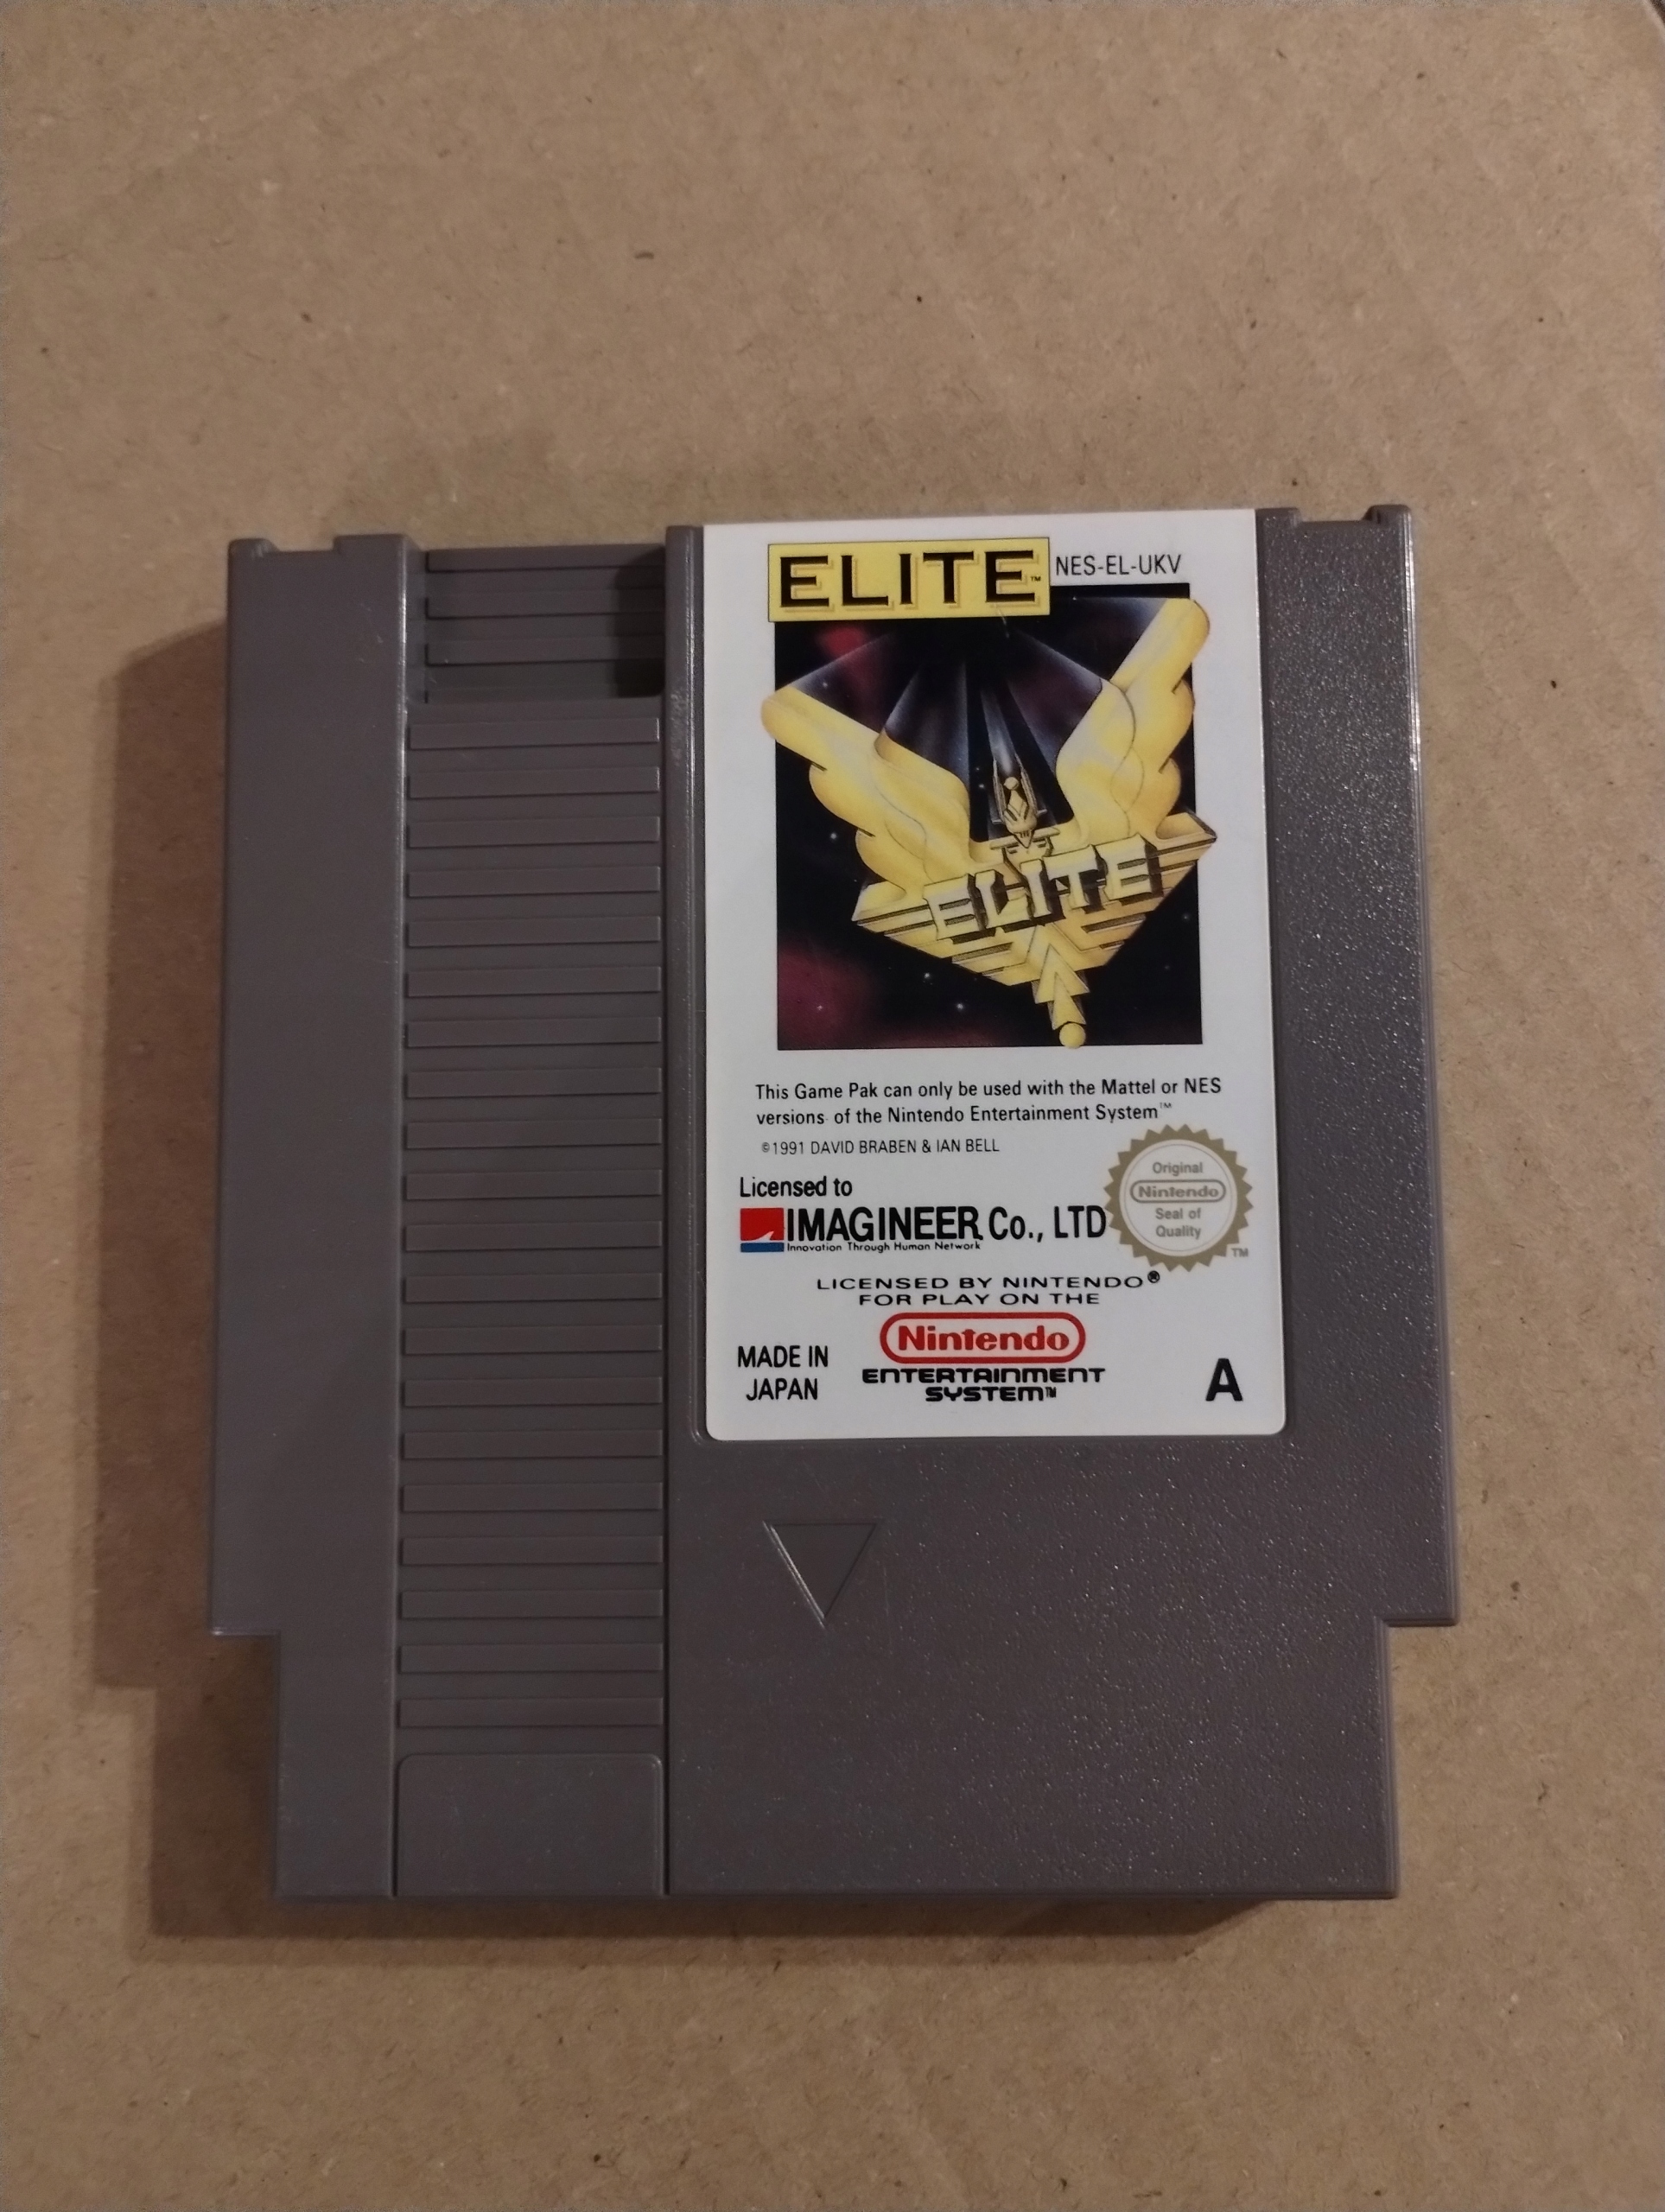 ELITE™ NES-EL-UKV
ELITE
This Game Pak can only be used with the Mattel or NES
versions of the Nintendo Entertainment System™
©1991 DAVID BRABEN & IAN BELL
Licensed to
IMAGINEER Co., LTD
Innovation Through Human Network
Original
Nintendo
Seal of
Quality
TM
LICENSED BY NINTENDO®
FOR PLAY ON THE
Nintendo
ENTERTAINMENT
SYSTEM™
MADE IN
JAPAN
A